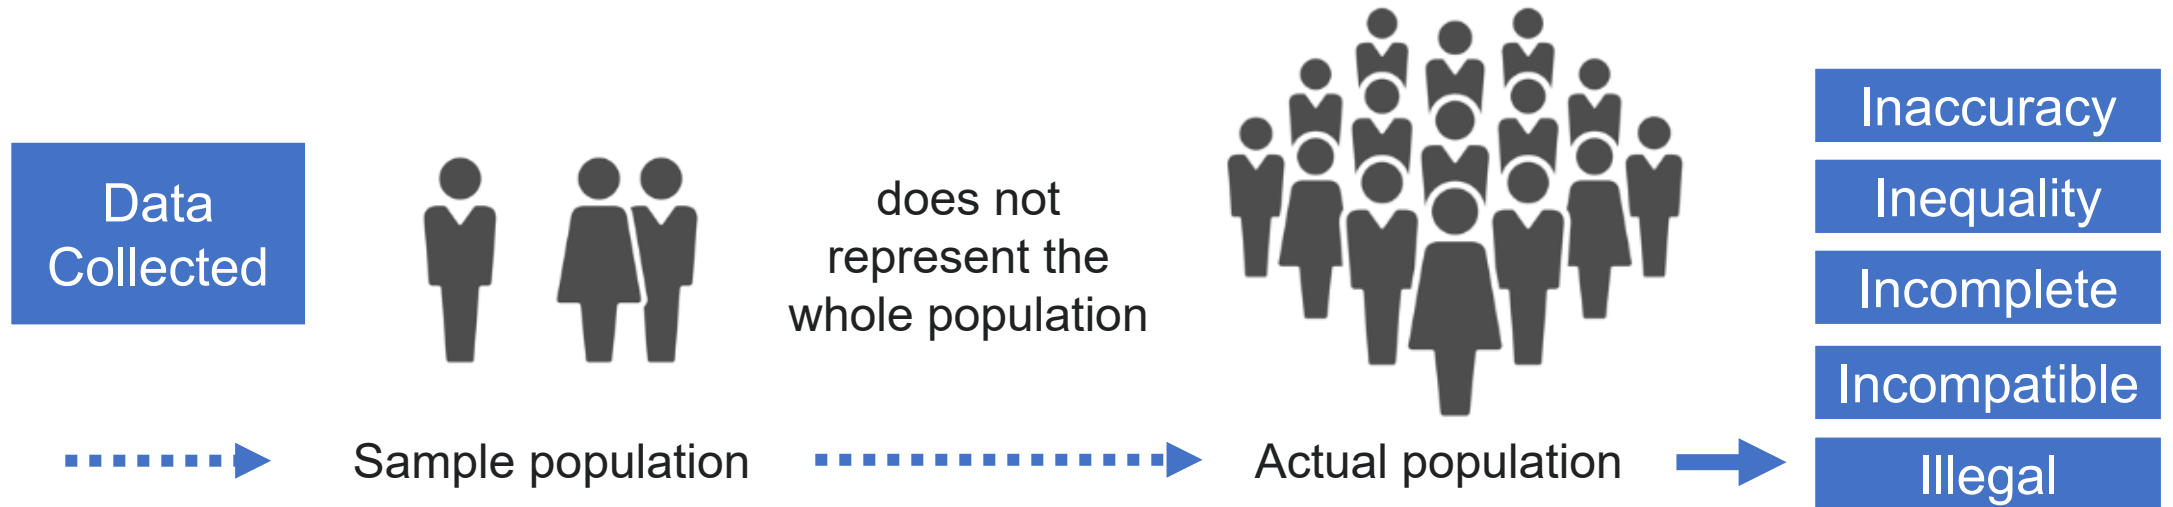 Data
Collected
Sample population
does not
represent the
whole population
Actual population
Inaccuracy
Inequality
Incomplete
Incompatible
Illegal